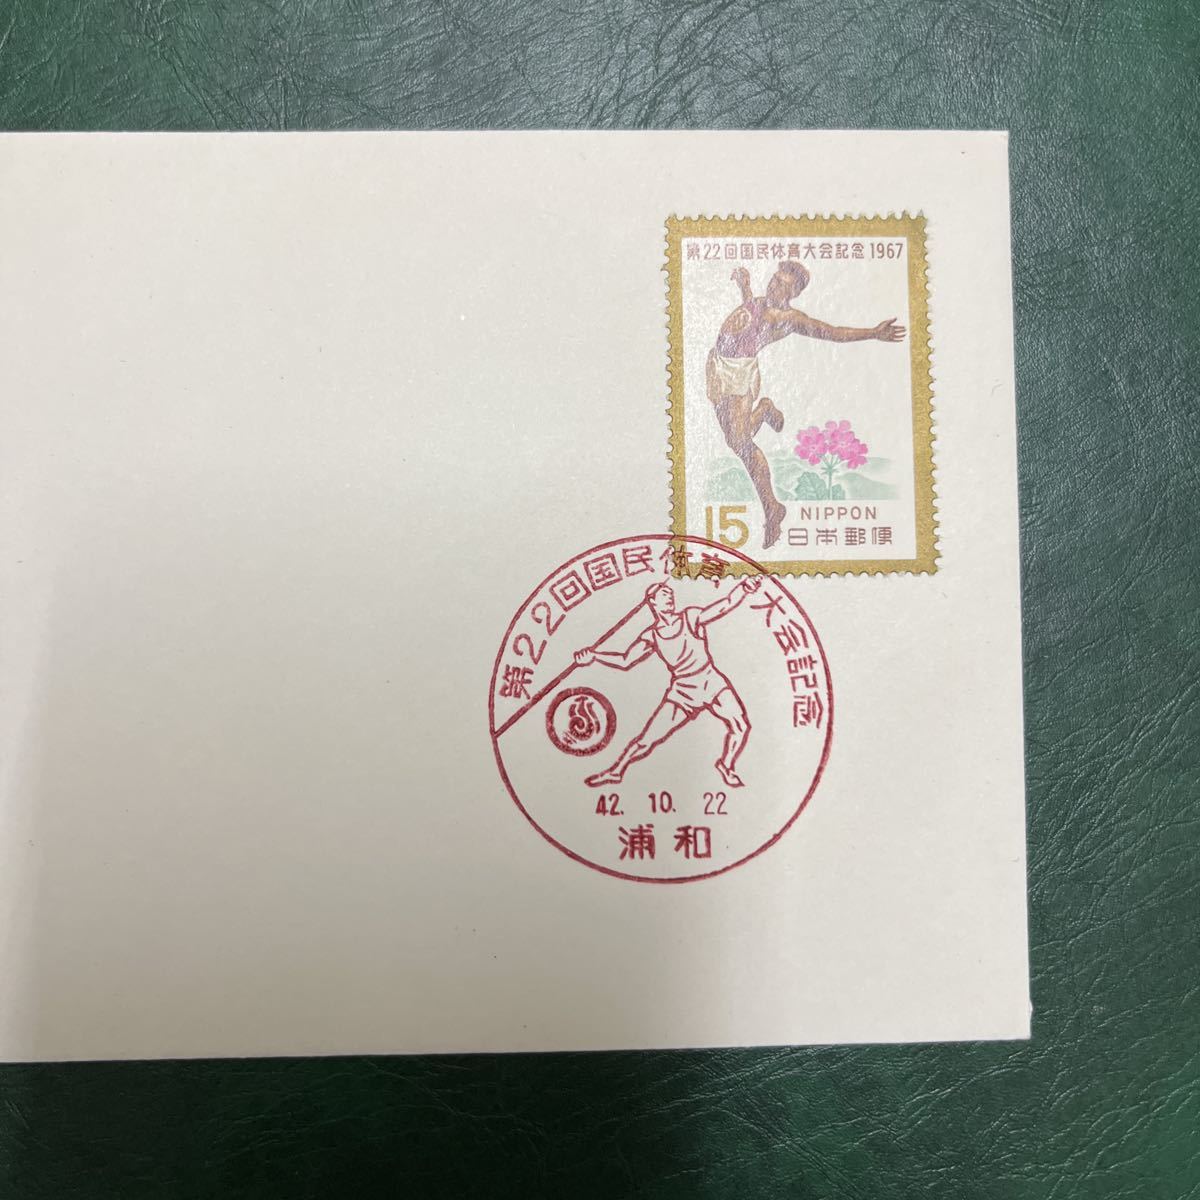 第22回国民体育大会記念 1967
15
NIPPON
日本郵便
第22回国民体育大会記念
42. 10. 22
浦和